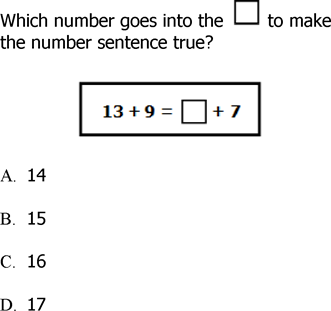 Which number goes into the □ to make
the number sentence true?
13 + 9 = □ + 7
A. 14
B. 15
C. 16
D. 17